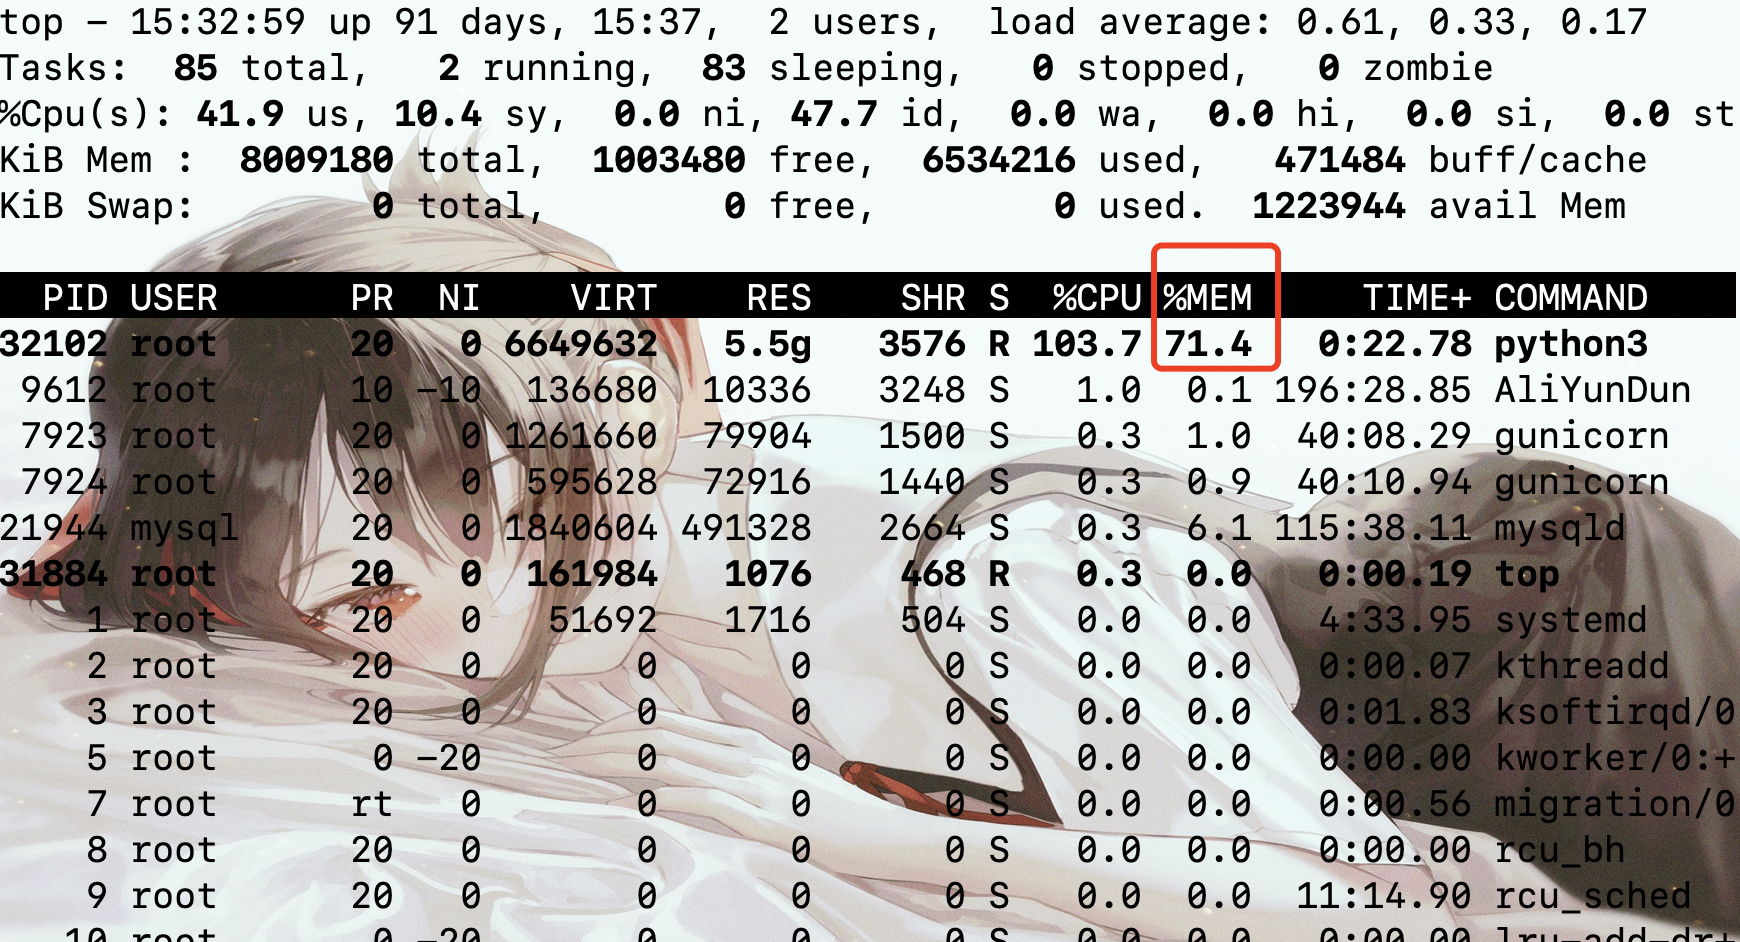 top – 15:32:59 up 91 days, 15:37,  2 users,  load average: 0.61, 0.33, 0.17
Tasks:  85 total,   2 running,  83 sleeping,   0 stopped,   0 zombie
%Cpu(s): 41.9 us, 10.4 sy,  0.0 ni, 47.7 id,  0.0 wa,  0.0 hi,  0.0 si,  0.0 st
KiB Mem :  8009180 total,  1003480 free,  6534216 used,   471484 buff/cache
KiB Swap:        0 total,        0 free,        0 used.  1223944 avail Mem
PID USER      PR  NI    VIRT    RES    SHR S  %CPU %MEM     TIME+ COMMAND
32102 root      20   0 6649632   5.5g   3576 R 103.7 71.4   0:22.78 python3
9612 root      10 –10  136680  10336   3248 S   1.0  0.1 196:28.85 AliYunDun
7923 root      20   0 1261660  79904   1500 S   0.3  1.0  40:08.29 gunicorn
7924 root      20   0  595628  72916   1440 S   0.3  0.9  40:10.94 gunicorn
21944 mysql     20   0 1840604 491328   2664 S   0.3  6.1 115:38.11 mysqld
31884 root      20   0  161984   1076    468 R   0.3  0.0   0:00.19 top
1 root      20   0   51692   1716    504 S   0.0  0.0   4:33.95 systemd
2 root      20   0       0      0      0 S   0.0  0.0   0:00.07 kthreadd
3 root      20   0       0      0      0 S   0.0  0.0   0:01.83 ksoftirqd/0
5 root       0 –20       0      0      0 S   0.0  0.0   0:00.00 kworker/0:+
7 root      rt   0       0      0      0 S   0.0  0.0   0:00.56 migration/0
8 root      20   0       0      0      0 S   0.0  0.0   0:00.00 rcu_bh
9 root      20   0       0      0      0 S   0.0  0.0  11:14.90 rcu_sched
10 root       0 –20       0      0      0 S   0.0  0.0   0:00.00 lru–add–dr+